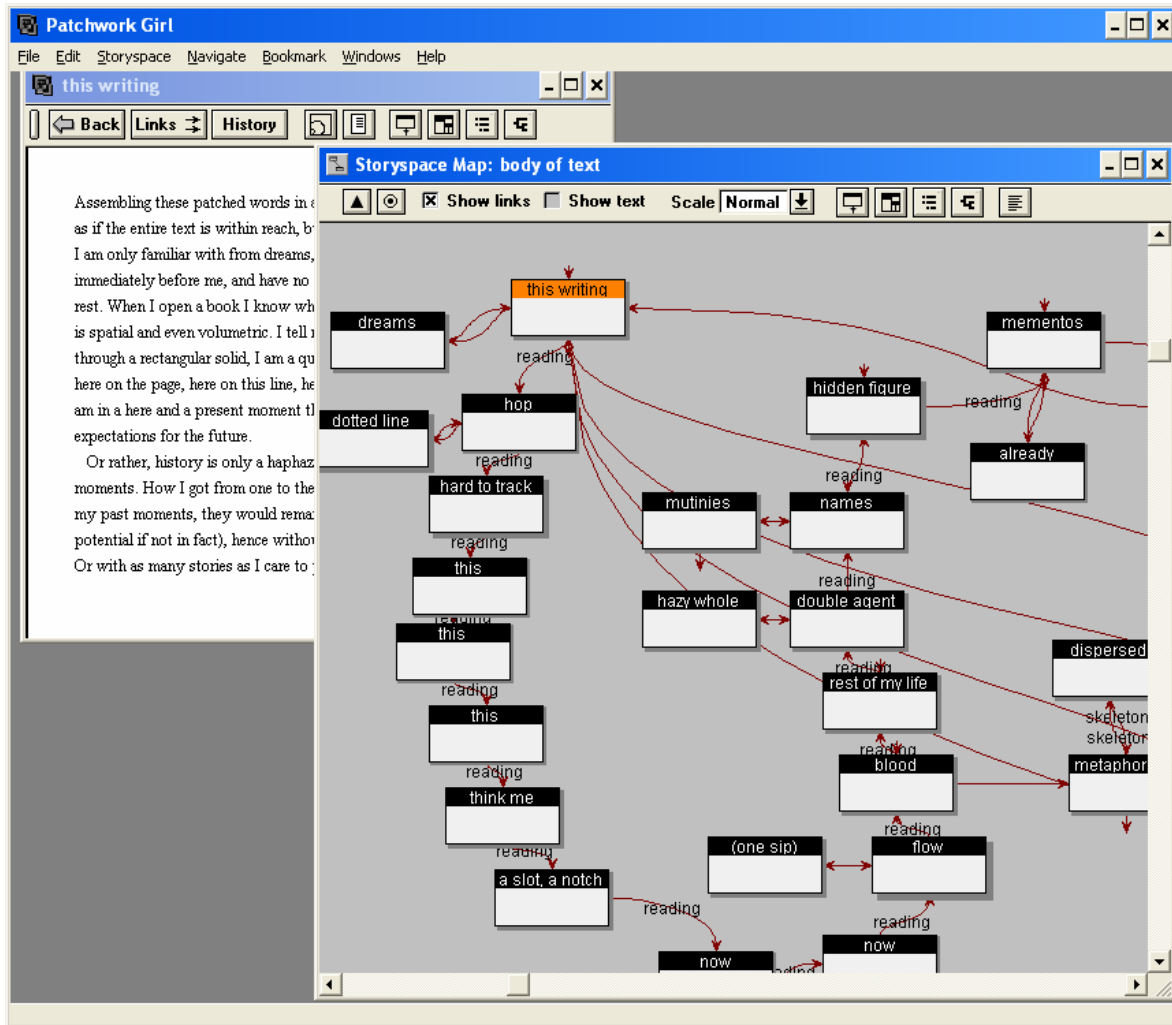 Patchwork Girl
File Edit Storyspace Navigate Bookmark Windows Help
this writing
Back Links History
Assembling these patched words in
as if the entire text is within reach,
I am only familiar with from dreams,
immediately before me, and have no
rest. When I open a book I know
is spatial and even volumetric. I tell
through a rectangular solid, I am a
here on the page, here on this line,
am in a here and a present moment
expectations for the future.
Or rather, history is only a
moments. How I got from one to the
my past moments, they would
potential if not in fact), hence
Or with as many stories as I care to
Storyspace Map: body of text
Show links Show text Scale Normal
this writing
dreams
mementos
reading
hidden figure
hop
reading
dotted line
already
reading
reading
hard to track
mutinies
names
reading
this
reading
hazy whole
double agent
reading
this
dispersed
reading
rest of my life
reading
this
skeleton
skeleton
reading
blood
metaphor
reading
think me
reading
(one sip)
flow
reading
a slot, a notch
reading
reading
now
now
reading